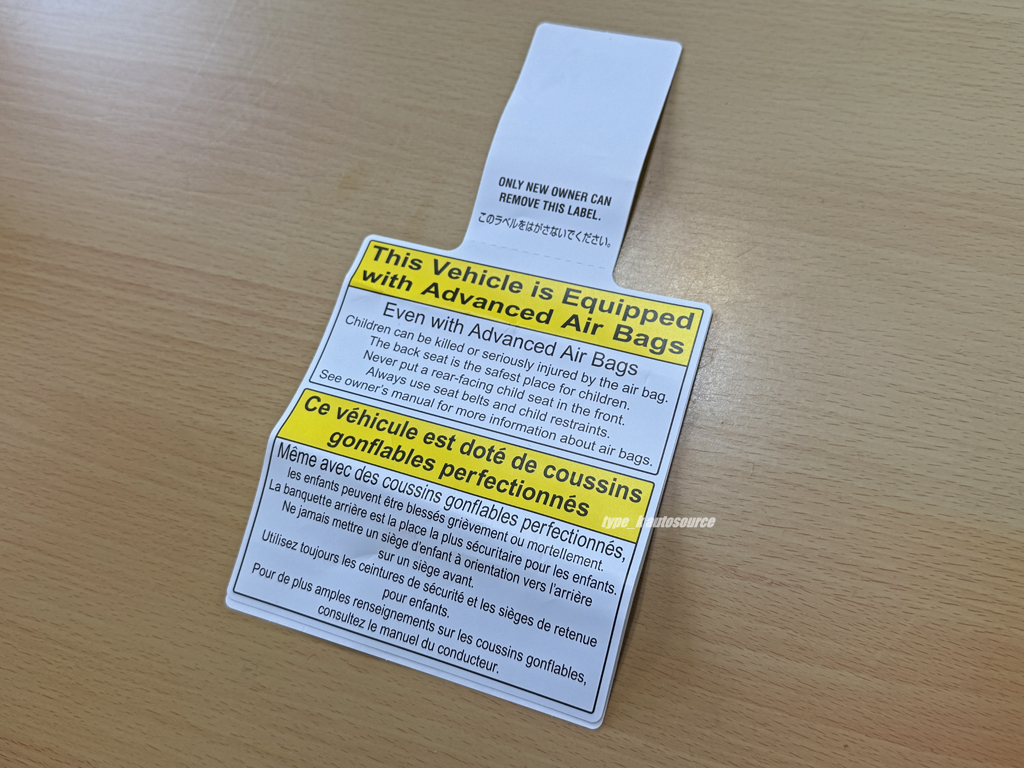 ONLY NEW OWNER CAN
REMOVE THIS LABEL.
このラベルをはがさないでください。
This Vehicle is Equipped
with Advanced Air Bags
Even with Advanced Air Bags
Children can be killed or seriously injured by the air bag.
The back seat is the safest place for children.
Never put a rear-facing child seat in the front.
Always use seat belts and child restraints.
See owner's manual for more information about air bags.
Ce véhicule est doté de coussins
gonflables perfectionnés
Même avec des coussins gonflables perfectionnés,
les enfants peuvent être blessés grièvement ou mortellement.
La banquette arrière est la place la plus sécuritaire pour les enfants.
Ne jamais mettre un siège d'enfant à orientation vers l'arrière
sur un siège avant.
Utilisez toujours les ceintures de sécurité et les sièges de retenue
pour enfants.
Pour de plus amples renseignements sur les coussins gonflables,
consultez le manuel du conducteur.